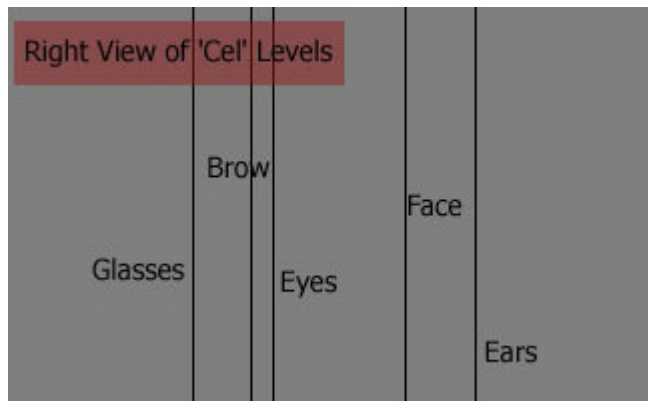 Right View of 'Cel' Levels
Brow
Face
Glasses
Eyes
Ears